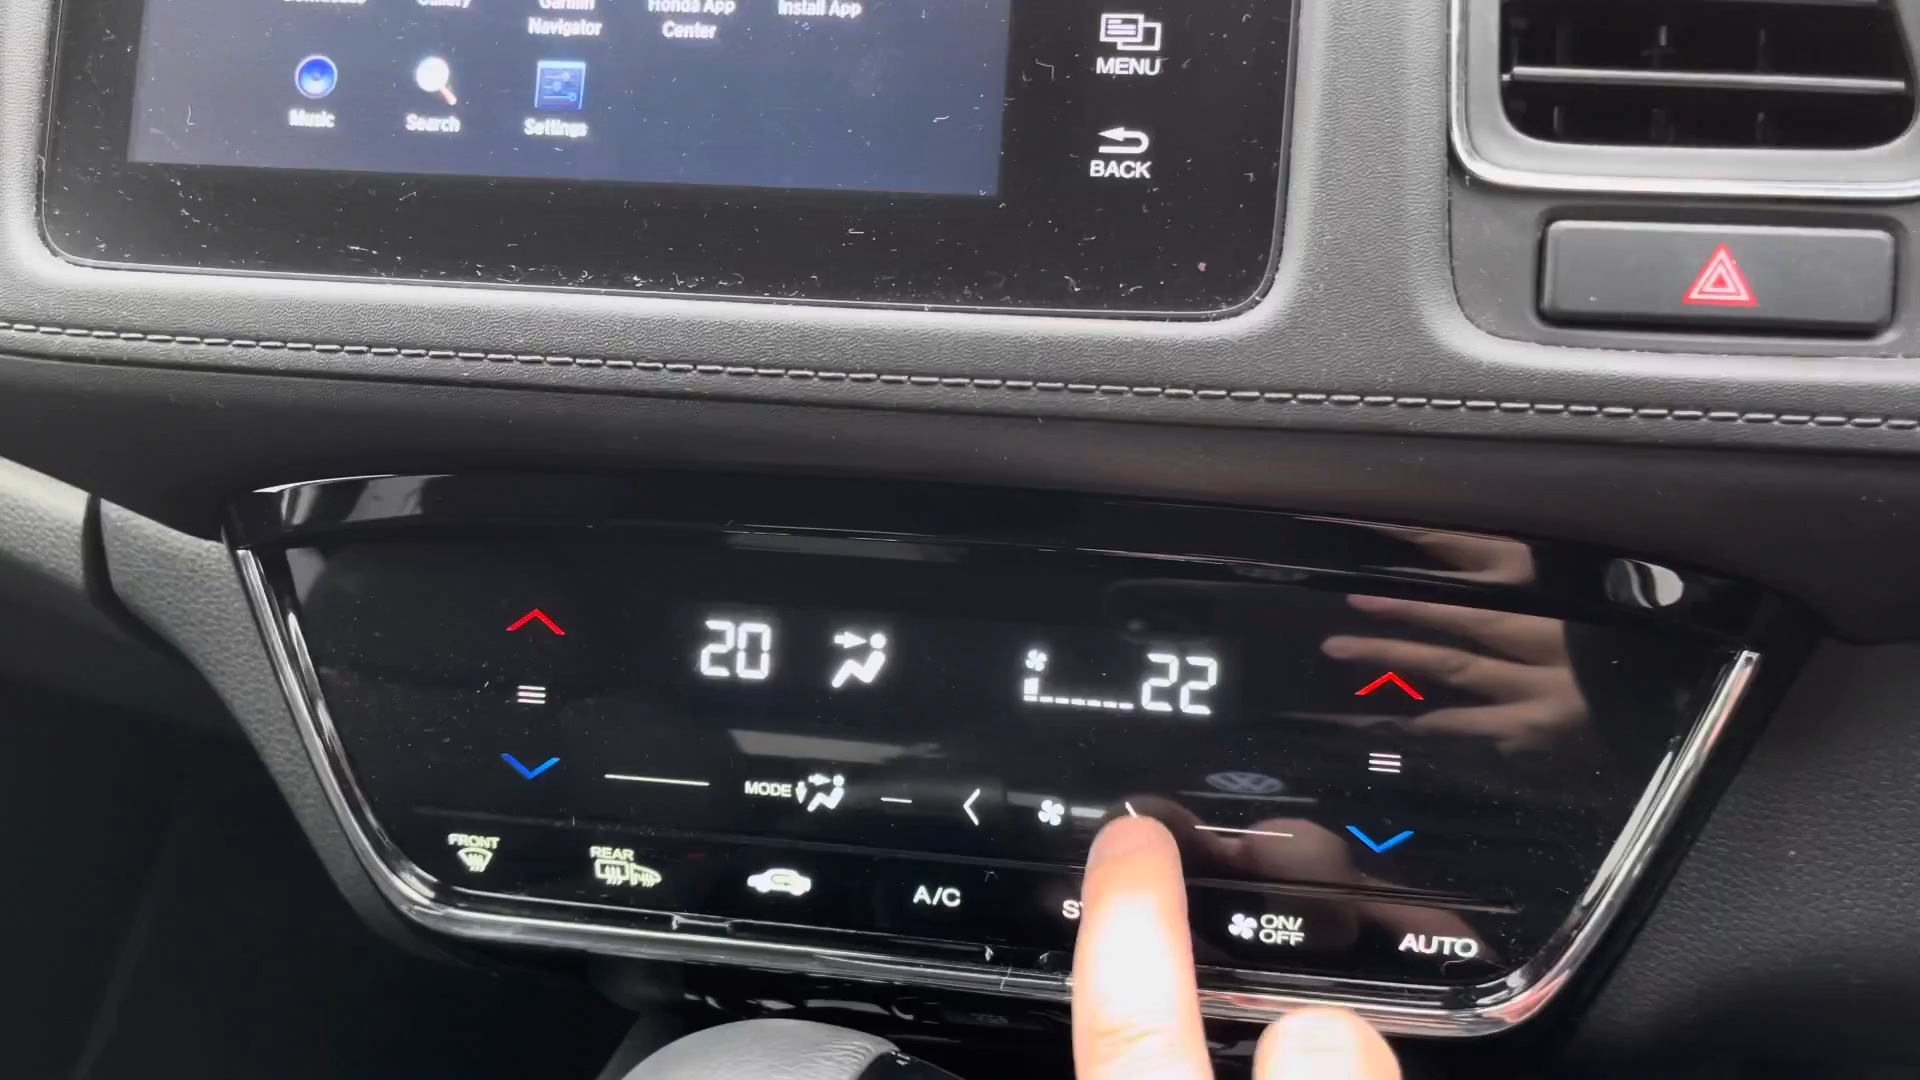 Gallery
Garmin
Navigator
Honda App
Center
Install App
MENU
Music
Search
Settings
BACK
20
22
MODE
FRONT
REAR
A/C
ON/
OFF
AUTO